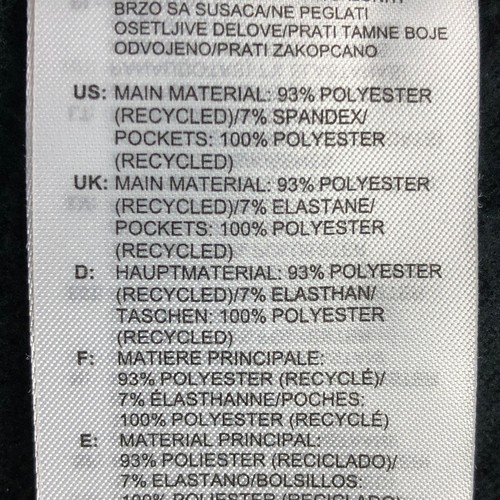 BRZO SA SUSACA/NE PEGLATI
OSETLJIVE DELOVE/PRATI TAMNE BOJE
ODVOJENO/PRATI ZAKOPCANO
US: MAIN MATERIAL: 93% POLYESTER
(RECYCLED)/7% SPANDEX/
POCKETS: 100% POLYESTER
(RECYCLED)
UK: MAIN MATERIAL: 93% POLYESTER
(RECYCLED)/7% ELASTANE/
POCKETS: 100% POLYESTER
(RECYCLED)
D: HAUPTMATERIAL: 93% POLYESTER
(RECYCLED)/7% ELASTHAN/
TASCHEN: 100% POLYESTER
(RECYCLED)
F: MATIERE PRINCIPALE:
93% POLYESTER (RECYCLÉ)/
7% ÉLASTHANNE/POCHES:
100% POLYESTER (RECYCLÉ)
E: MATERIAL PRINCIPAL:
93% POLIESTER (RECICLADO)/
7% ELASTANO/BOLSILLOS:
100% POLIESTER (RECICLADO)